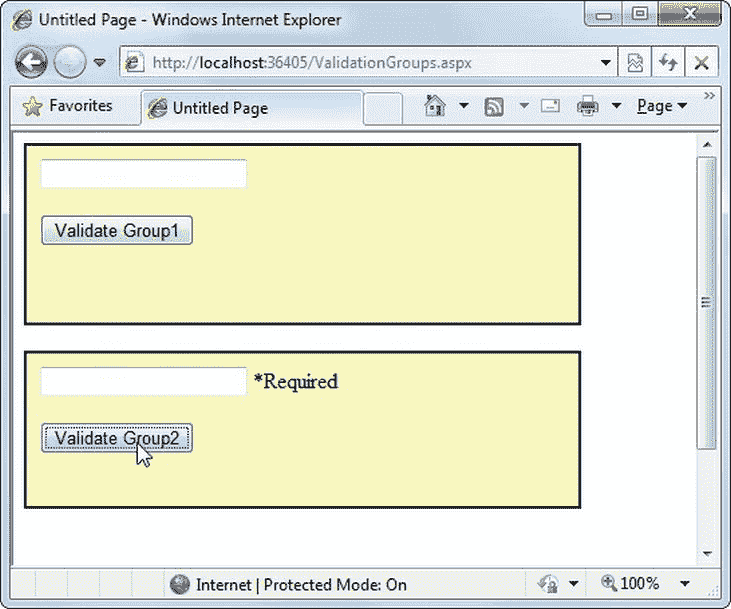 Untitled Page - Windows Internet Explorer
http://localhost:36405/ValidationGroups.aspx
Favorites
Untitled Page
Page
Validate Group1
*Required
Validate Group2
Internet | Protected Mode: On
100%